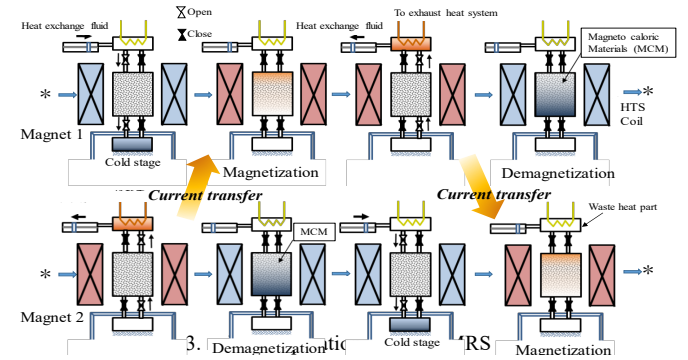 Open
Close
Heat exchange fluid
Heat exchange fluid
To exhaust heat system
Magneto caloric
Materials (MCM)
*
*
HTS
Coil
Magnet 1
Cold stage
Magnetization
Demagnetization
Current transfer
Current transfer
Waste heat part
MCM
*
*
Magnet 2
3.
RS
Demagnetization
Cold stage
Magnetization